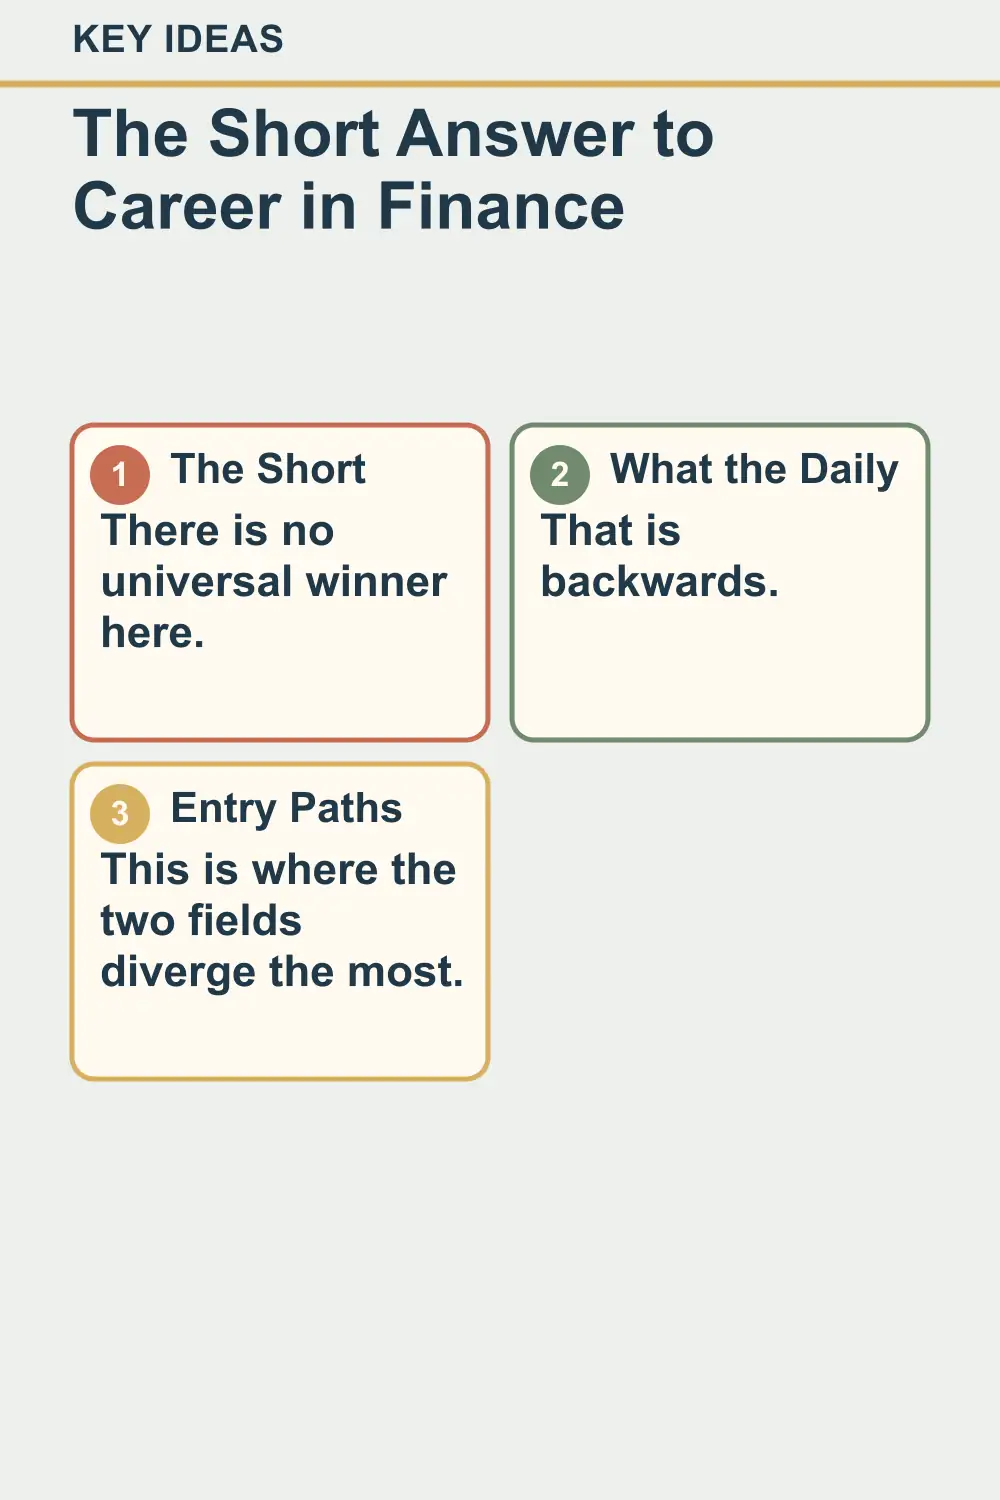 KEY IDEAS
The Short Answer to
Career in Finance
1 The Short
There is no
universal winner
here.
2 What the Daily
That is
backwards.
3 Entry Paths
This is where the
two fields
diverge the most.